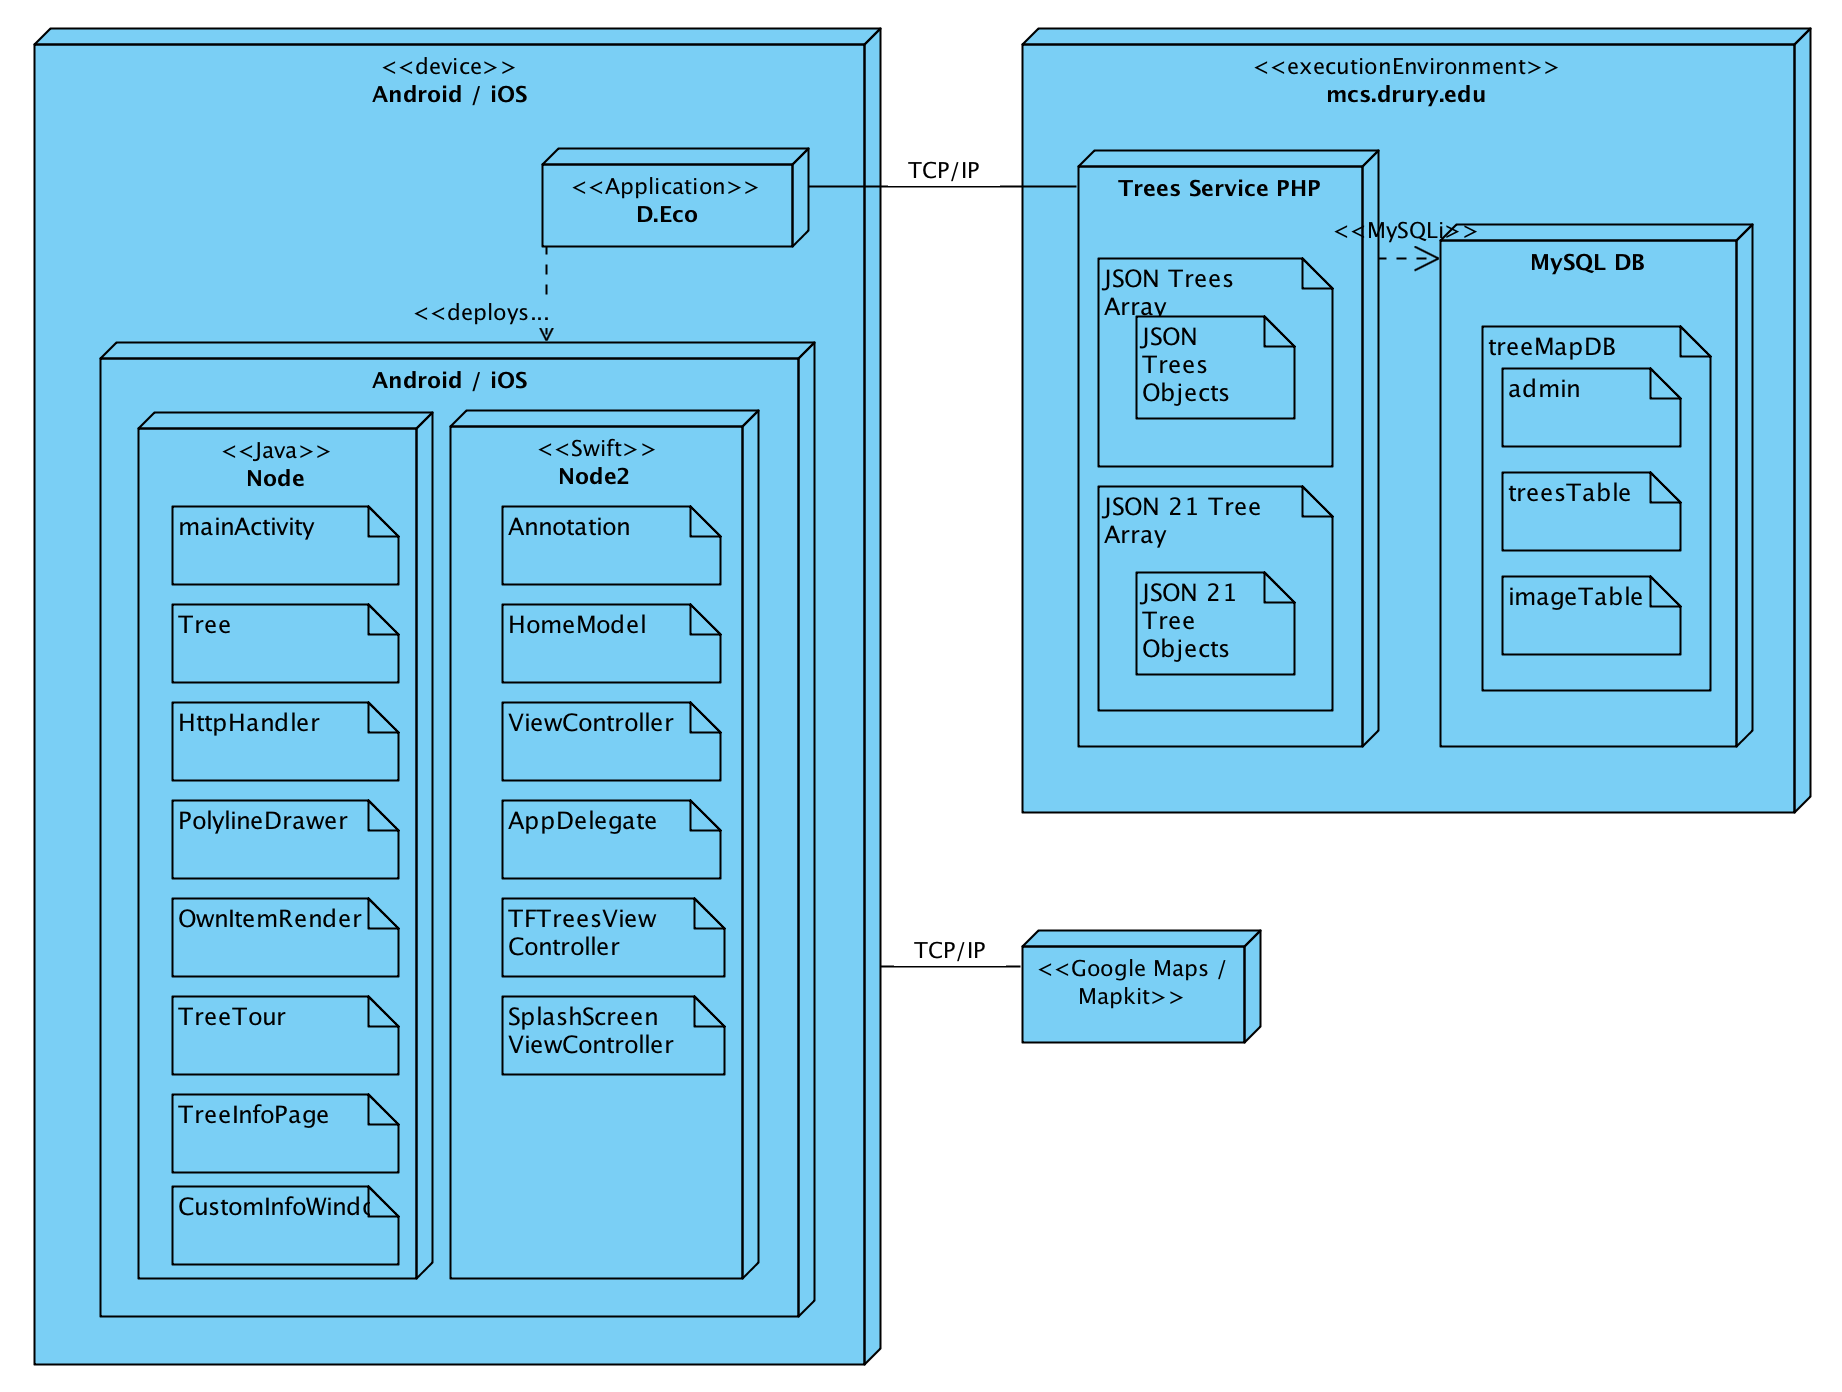 <<device>>
Android / iOS
<<Application>>
D.Eco
<<deploys...
Android / iOS
<<Java>>
Node
mainActivity
Tree
HttpHandler
PolylineDrawer
OwnItemRender
TreeTour
TreeInfoPage
CustomInfoWindo
<<Swift>>
Node2
Annotation
HomeModel
ViewController
AppDelegate
TFTreesView
Controller
SplashScreen
ViewController
TCP/IP
TCP/IP
<<executionEnvironment>>
mcs.drury.edu
Trees Service PHP
JSON Trees
Array
JSON
Trees
Objects
JSON 21 Tree
Array
JSON 21
Tree
Objects
<<MySQLi>>
MySQL DB
treeMapDB
admin
treesTable
imageTable
<<Google Maps /
Mapkit>>